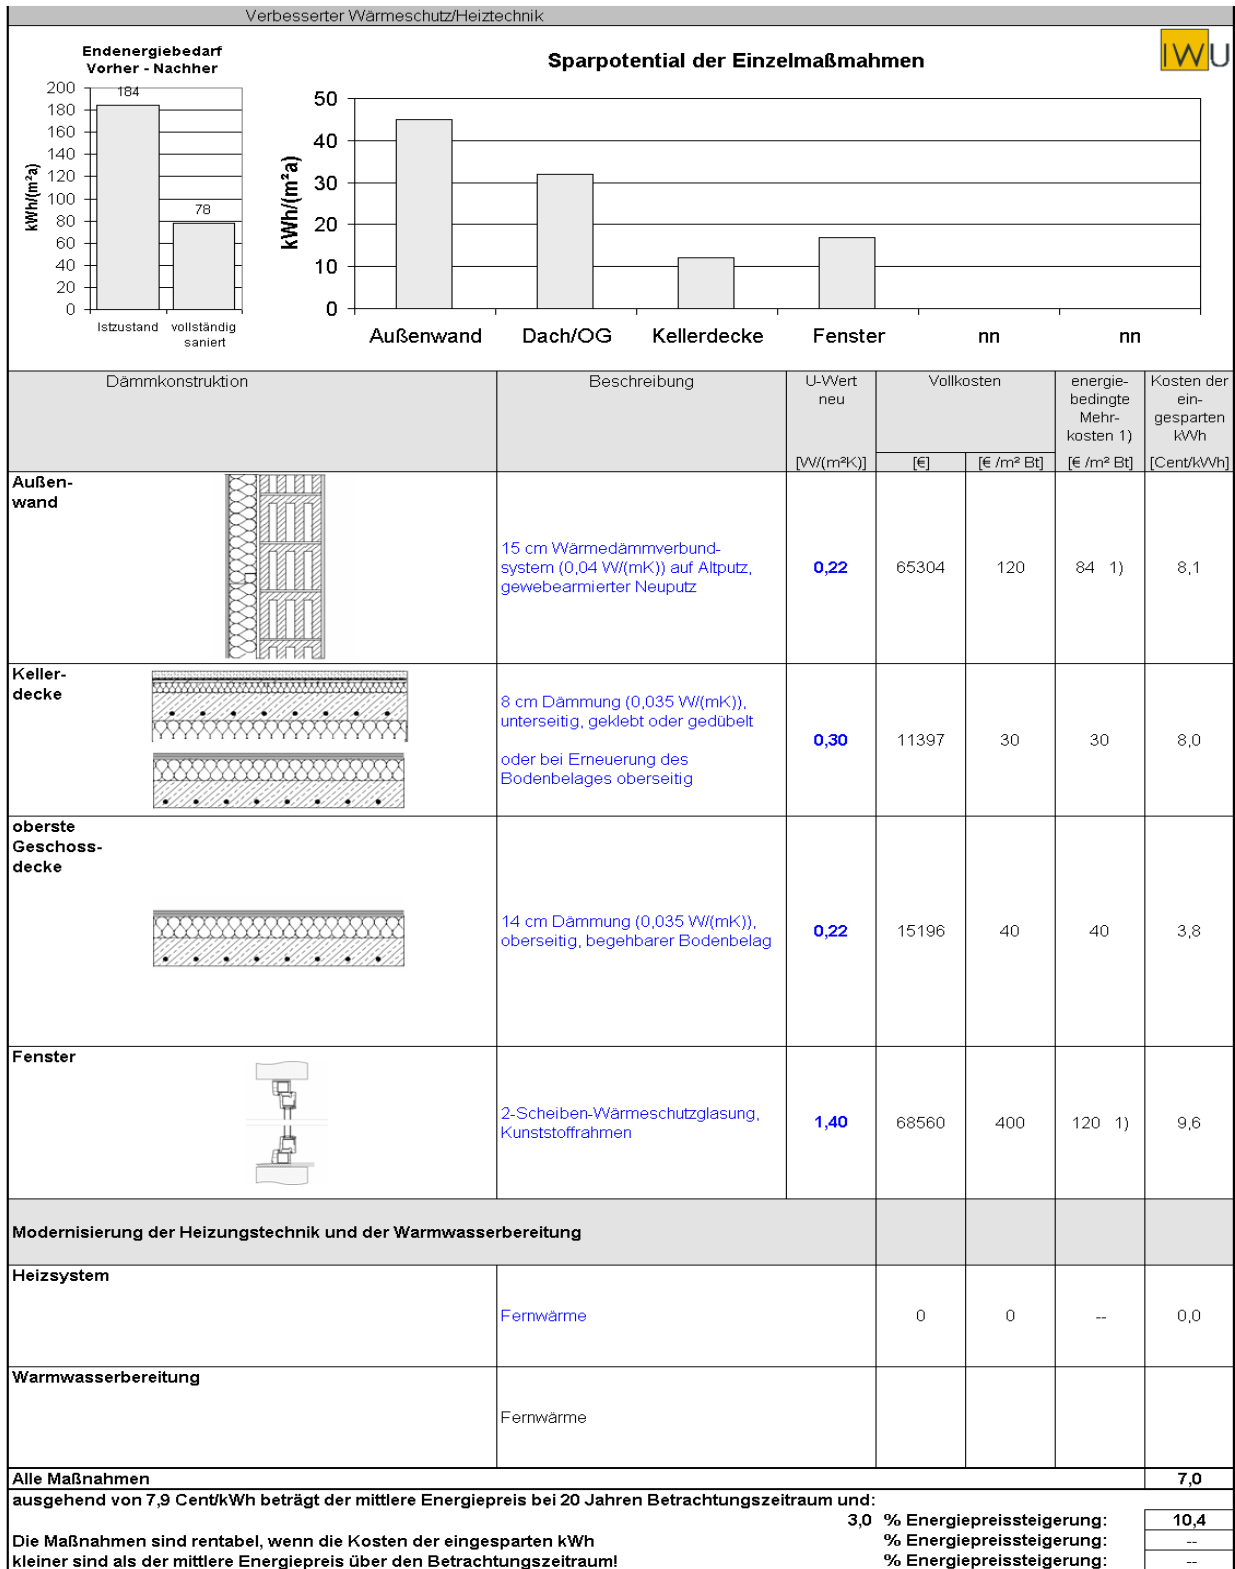 Verbesserter Wärmeschutz/Heiztechnik
Endenergiebedarf
Vorher - Nachher
200
180
160
140
120
100
80
60
40
20
0
kWh/(m²a)
184
78
Istzustand
vollständig
saniert
Sparpotential der Einzelmaßmahmen
IWU
50
40
30
20
10
0
kWh/(m²a)
Außenwand Dach/OG Kellerdecke Fenster nn nn
Dämmkonstruktion
Beschreibung
U-Wert
neu
[W/(m²K)]
Vollkosten
[€] [€ /m² Bt]
energie-
bedingte
Mehr-
kosten 1)
[€ /m² Bt]
Kosten der
ein-
gesparten
kWh
[Cent/kWh]
Außen-
wand
15 cm Wärmedämmverbund-
system (0,04 W/(mK)) auf Altputz,
gewebearmierter Neuputz
0,22 65304 120 84 1) 8,1
Keller-
decke
8 cm Dämmung (0,035 W/(mK)),
unterseitig, geklebt oder gedübelt
oder bei Erneuerung des
Bodenbelages oberseitig
0,30 11397 30 30 8,0
oberste
Geschoss-
decke
14 cm Dämmung (0,035 W/(mK)),
oberseitig, begehbarer Bodenbelag
0,22 15196 40 40 3,8
Fenster
2-Scheiben-Wärmeschutzglasung,
Kunststoffrahmen
1,40 68560 400 120 1) 9,6
Modernisierung der Heizungstechnik und der Warmwasserbereitung
Heizsystem
Fernwärme 0 0 -- 0,0
Warmwasserbereitung
Fernwärme
Alle Maßnahmen 7,0
ausgehend von 7,9 Cent/kWh beträgt der mittlere Energiepreis bei 20 Jahren Betrachtungszeitraum und:
3,0 % Energiepreissteigerung: 10,4
Die Maßnahmen sind rentabel, wenn die Kosten der eingesparten kWh % Energiepreissteigerung: --
kleiner sind als der mittlere Energiepreis über den Betrachtungszeitraum! % Energiepreissteigerung: --